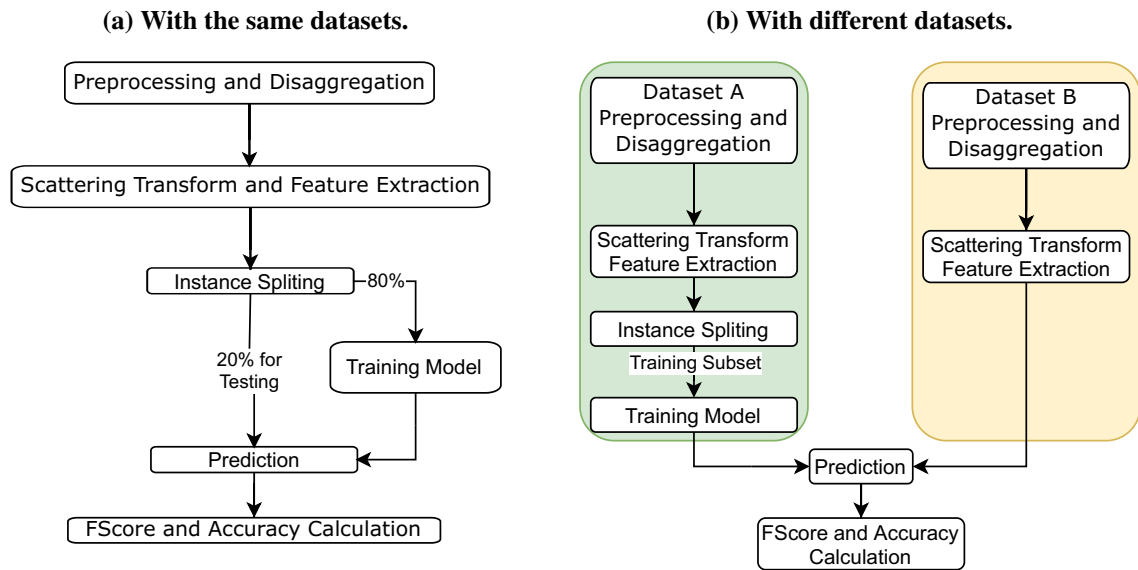 (a) With the same datasets.
Preprocessing and Disaggregation
Scattering Transform and Feature Extraction
Instance Spliting
80%
20% for
Testing
Training Model
Prediction
FScore and Accuracy Calculation
(b) With different datasets.
Dataset A
Preprocessing and
Disaggregation
Scattering Transform
Feature Extraction
Instance Spliting
Training Subset
Training Model
Dataset B
Preprocessing and
Disaggregation
Scattering Transform
Feature Extraction
Prediction
FScore and Accuracy
Calculation